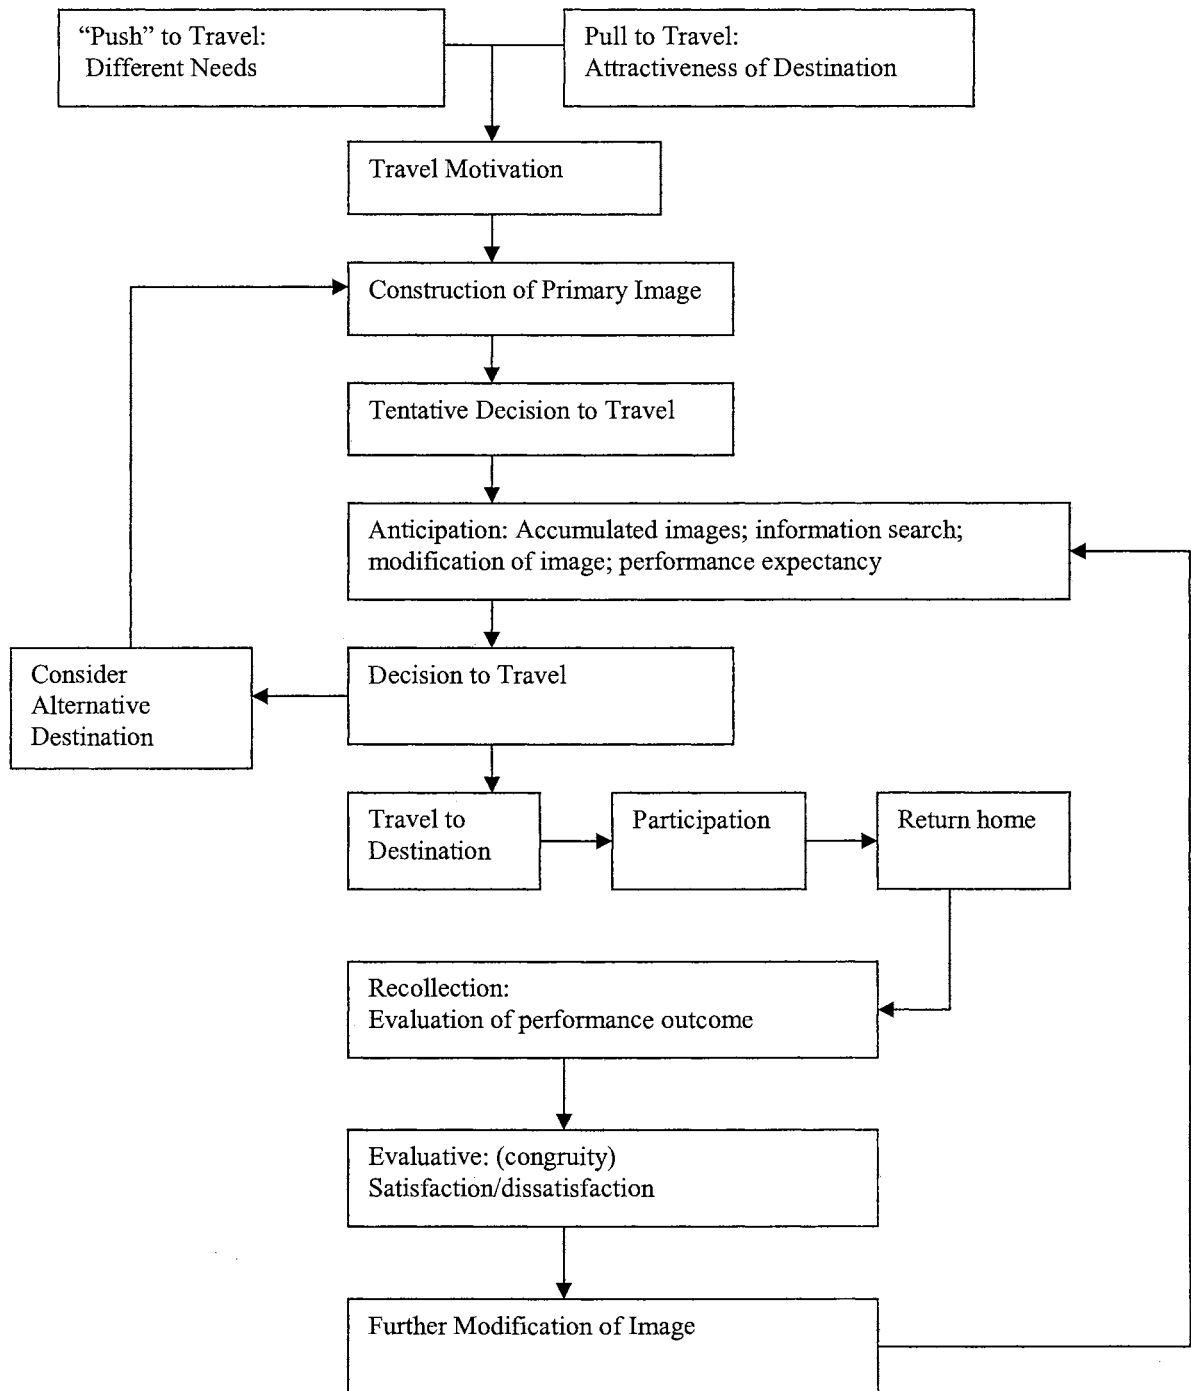 “Push” to Travel:
Different Needs
Pull to Travel:
Attractiveness of Destination
Travel Motivation
Construction of Primary Image
Tentative Decision to Travel
Anticipation: Accumulated images; information search;
modification of image; performance expectancy
Consider
Alternative
Destination
Decision to Travel
Travel to
Destination
Participation
Return home
Recollection:
Evaluation of performance outcome
Evaluative: (congruity)
Satisfaction/dissatisfaction
Further Modification of Image